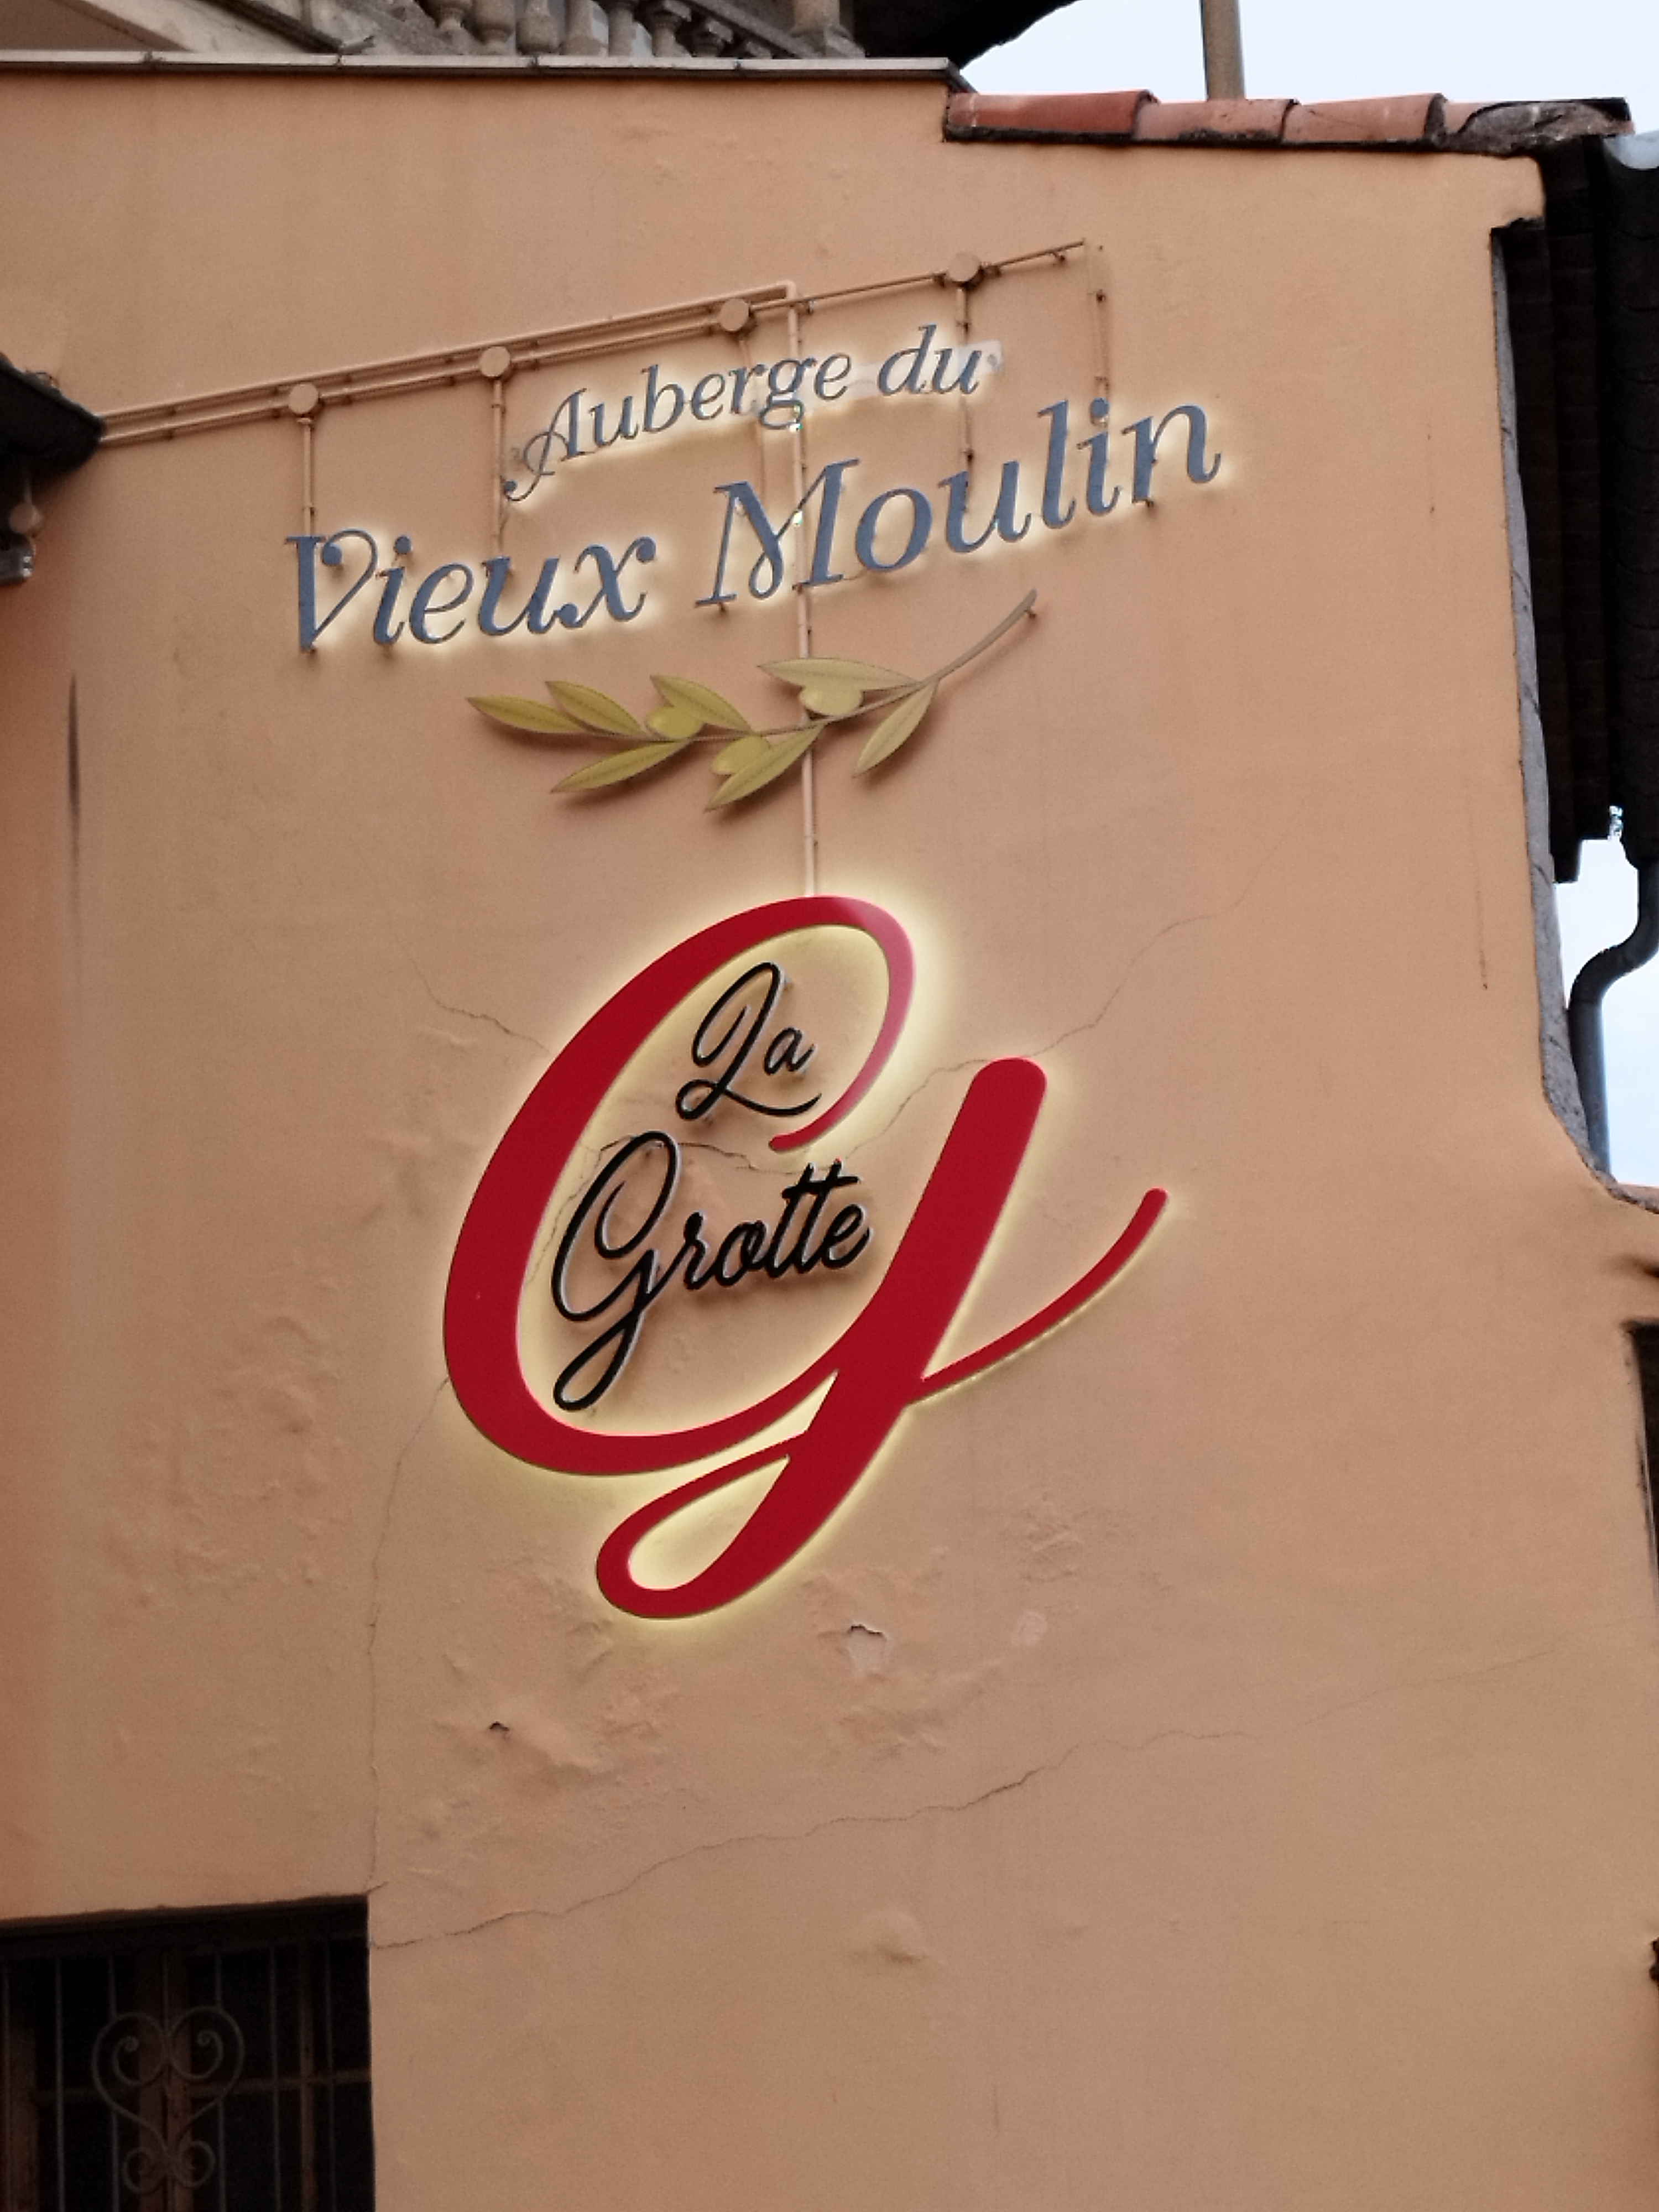 Auberge du
Vieux Moulin
G
La
Grotte